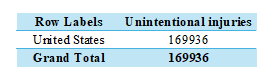 Row Labels Unintentional injuries
United States 169936
Grand Total 169936